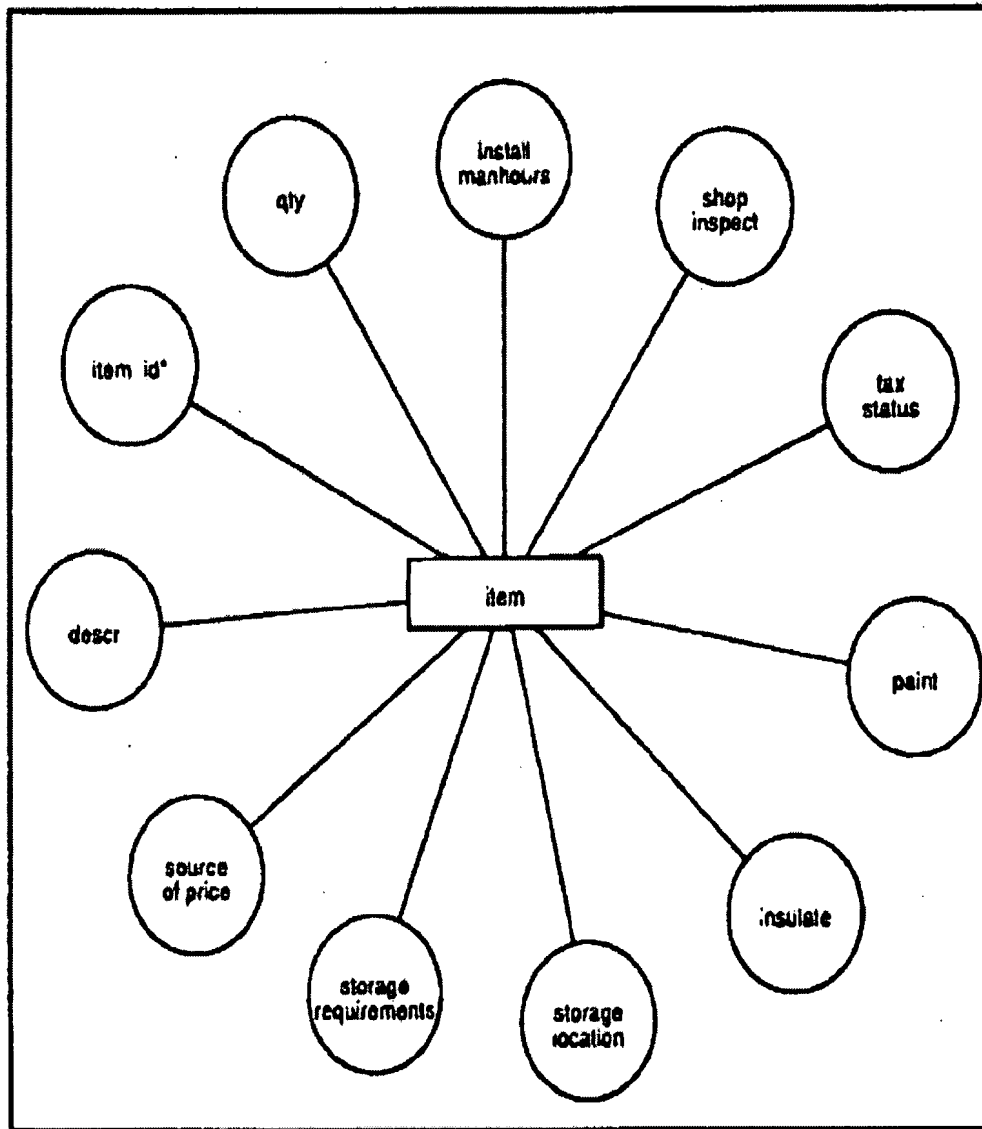 install
manhours
qty
shop
inspect
item id*
tax
status
item
descr
paint
source
of price
insulate
storage
requirements
storage
location